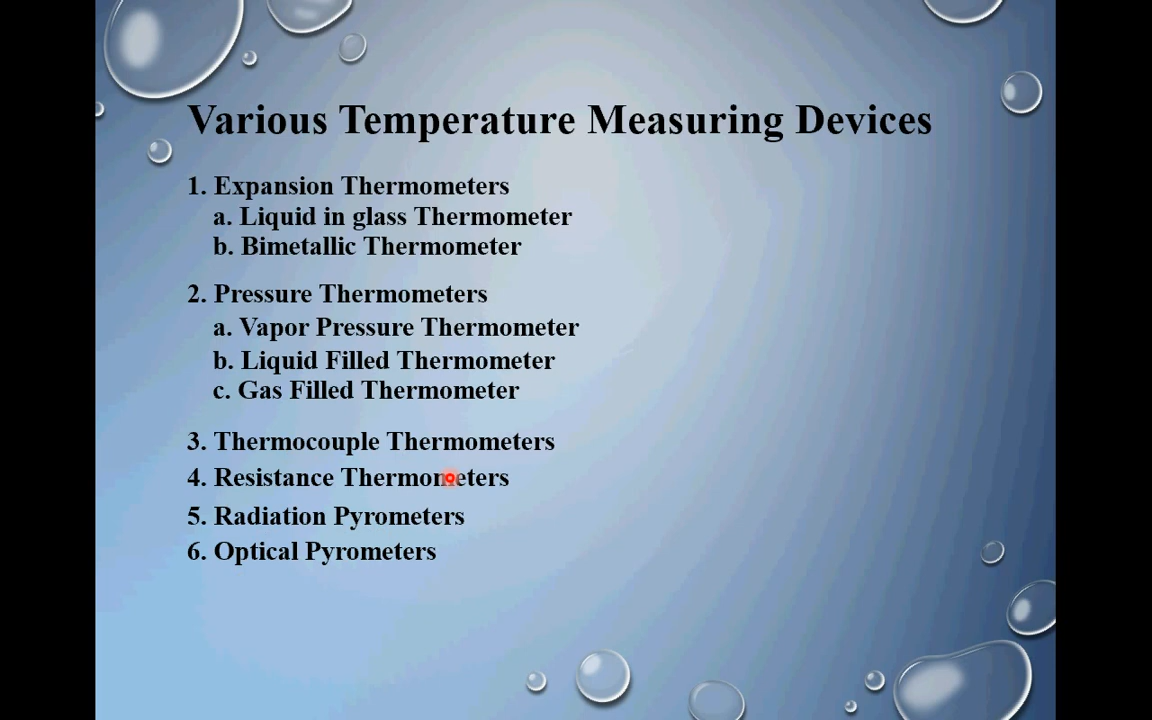 Various Temperature Measuring Devices
1. Expansion Thermometers
a. Liquid in glass Thermometer
b. Bimetallic Thermometer
2. Pressure Thermometers
a. Vapor Pressure Thermometer
b. Liquid Filled Thermometer
c. Gas Filled Thermometer
3. Thermocouple Thermometers
4. Resistance Thermometers
5. Radiation Pyrometers
6. Optical Pyrometers